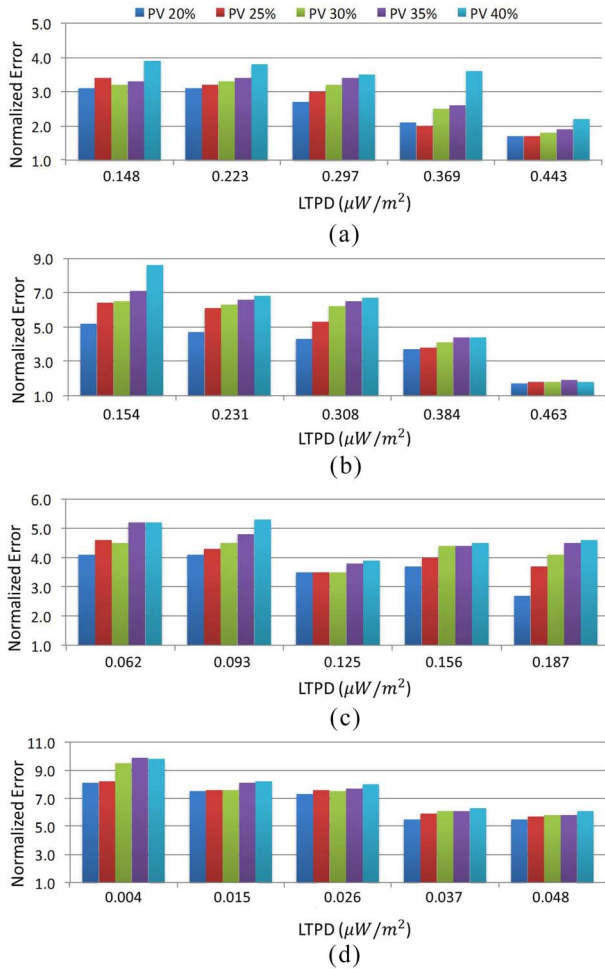 (a)
PV 20% PV 25% PV 30% PV 35% PV 40%
Normalized Error
5.0
4.0
3.0
2.0
1.0
0.148 0.223 0.297 0.369 0.443
LTPD (μW/m²)
(a)
Normalized Error
9.0
7.0
5.0
3.0
1.0
0.154 0.231 0.308 0.384 0.463
LTPD (μW/m²)
(b)
Normalized Error
6.0
5.0
4.0
3.0
2.0
1.0
0.062 0.093 0.125 0.156 0.187
LTPD (μW/m²)
(c)
Normalized Error
11.0
9.0
7.0
5.0
3.0
1.0
0.004 0.015 0.026 0.037 0.048
LTPD (μW/m²)
(d)